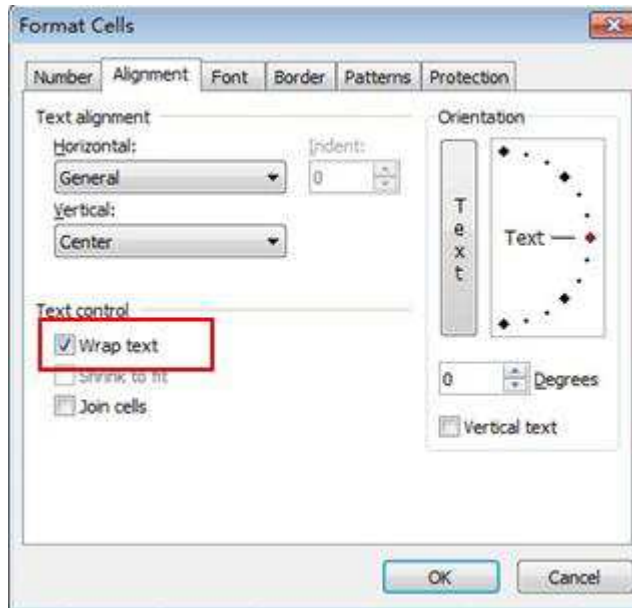 Format Cells
Number Alignment Font Border Patterns Protection
Text alignment
Horizontal:
Indent:
General
0
Vertical:
Center
Text control
Wrap text
Shrink to fit
Join cells
Orientation
Text
Text
0
Degrees
Vertical text
OK Cancel